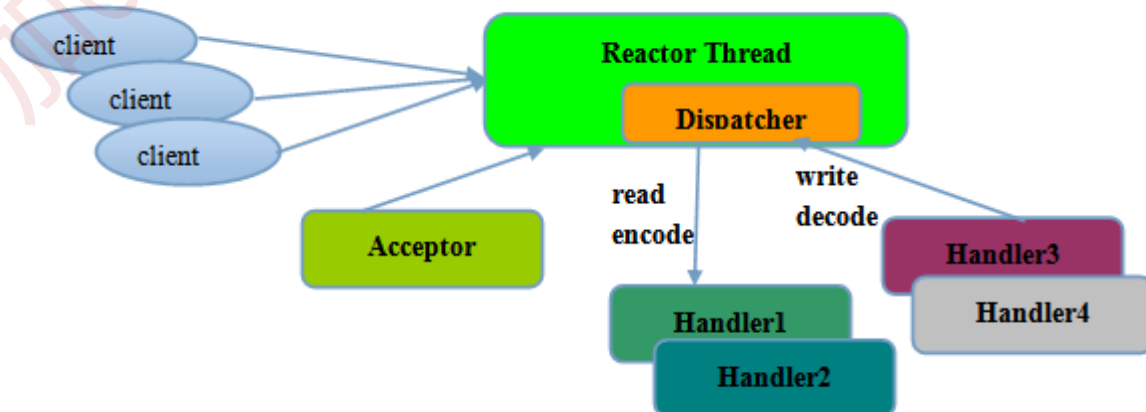 client
client
client
Reactor Thread
Dispatcher
Acceptor
read
encode
write
decode
Handler1
Handler2
Handler3
Handler4